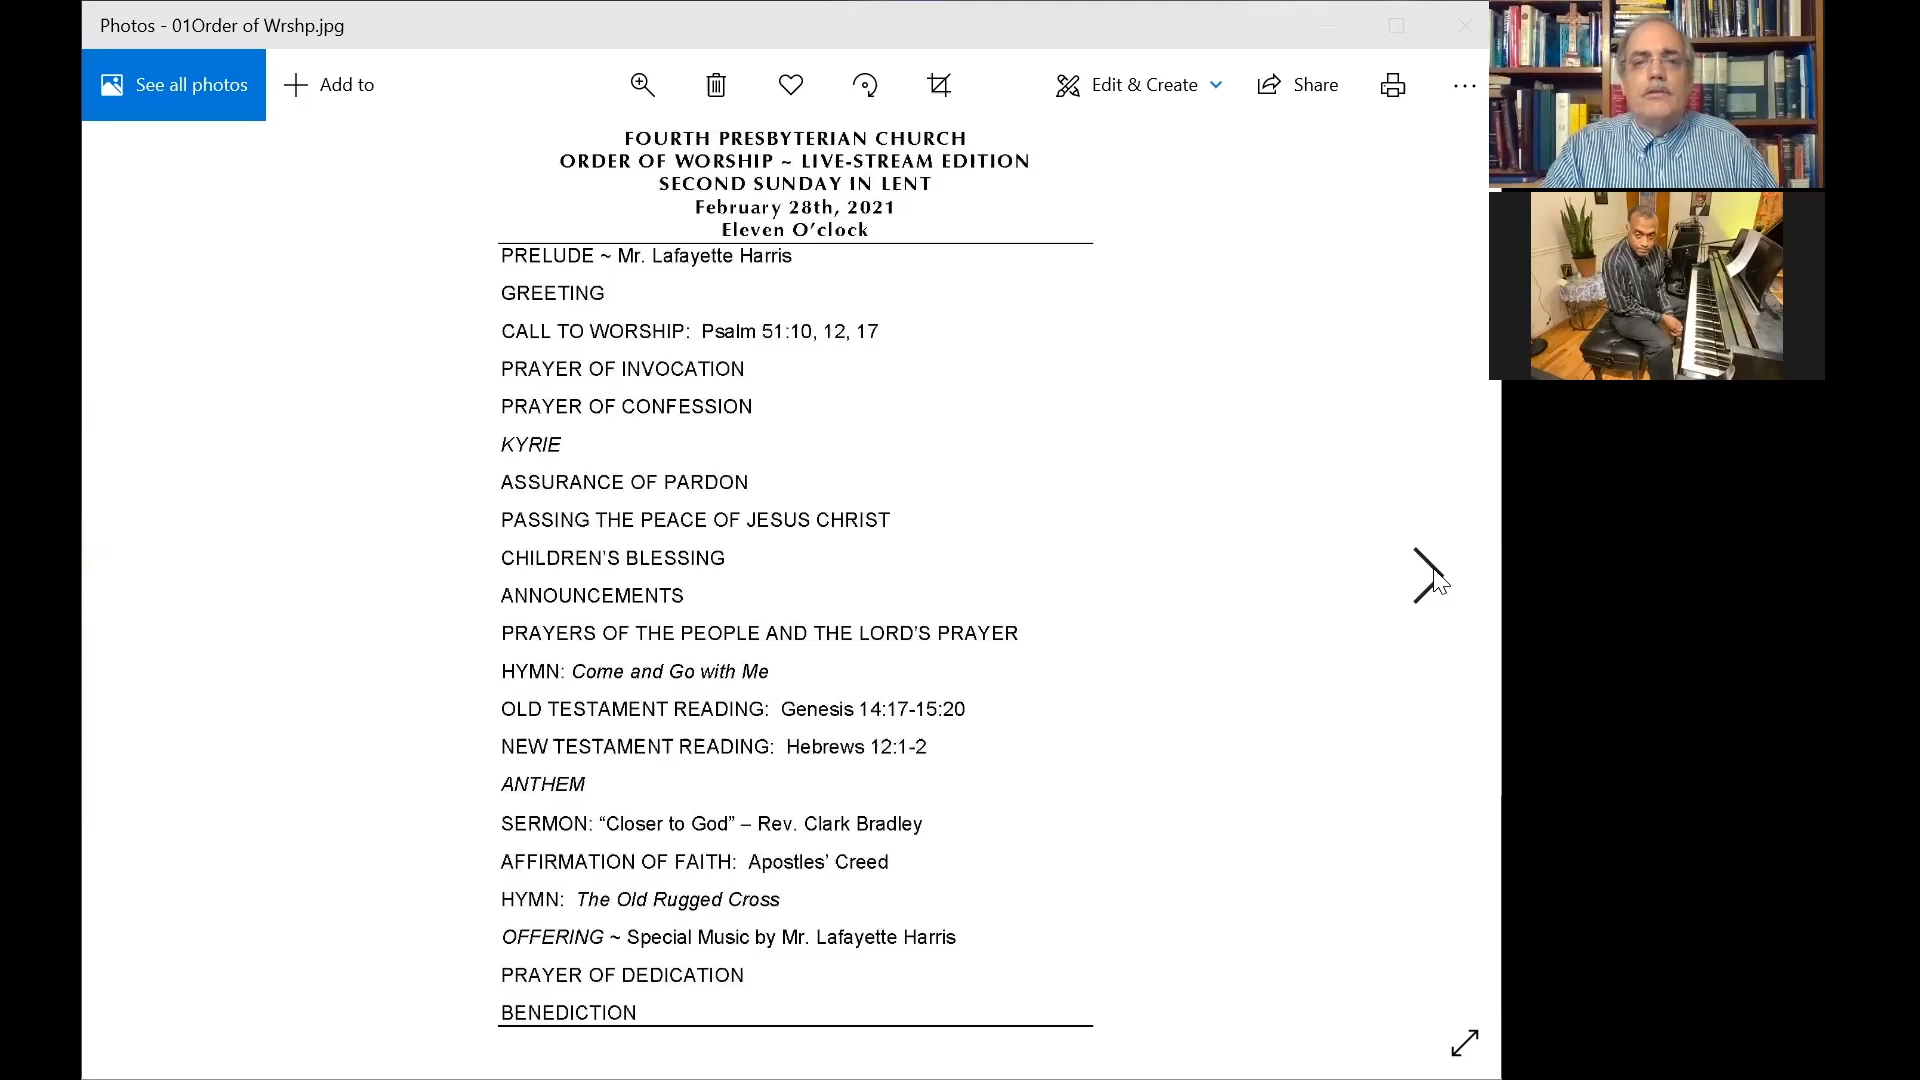 Photos - 01Order of Wrshp.jpg
See all photos
Add to
Edit & Create
Share
FOURTH PRESBYTERIAN CHURCH
ORDER OF WORSHIP ~ LIVE-STREAM EDITION
SECOND SUNDAY IN LENT
February 28th, 2021
Eleven O'clock
PRELUDE ~ Mr. Lafayette Harris
GREETING
CALL TO WORSHIP: Psalm 51:10, 12, 17
PRAYER OF INVOCATION
PRAYER OF CONFESSION
KYRIE
ASSURANCE OF PARDON
PASSING THE PEACE OF JESUS CHRIST
CHILDREN'S BLESSING
ANNOUNCEMENTS
PRAYERS OF THE PEOPLE AND THE LORD'S PRAYER
HYMN: Come and Go with Me
OLD TESTAMENT READING: Genesis 14:17-15:20
NEW TESTAMENT READING: Hebrews 12:1-2
ANTHEM
SERMON: “Closer to God” – Rev. Clark Bradley
AFFIRMATION OF FAITH: Apostles' Creed
HYMN: The Old Rugged Cross
OFFERING ~ Special Music by Mr. Lafayette Harris
PRAYER OF DEDICATION
BENEDICTION